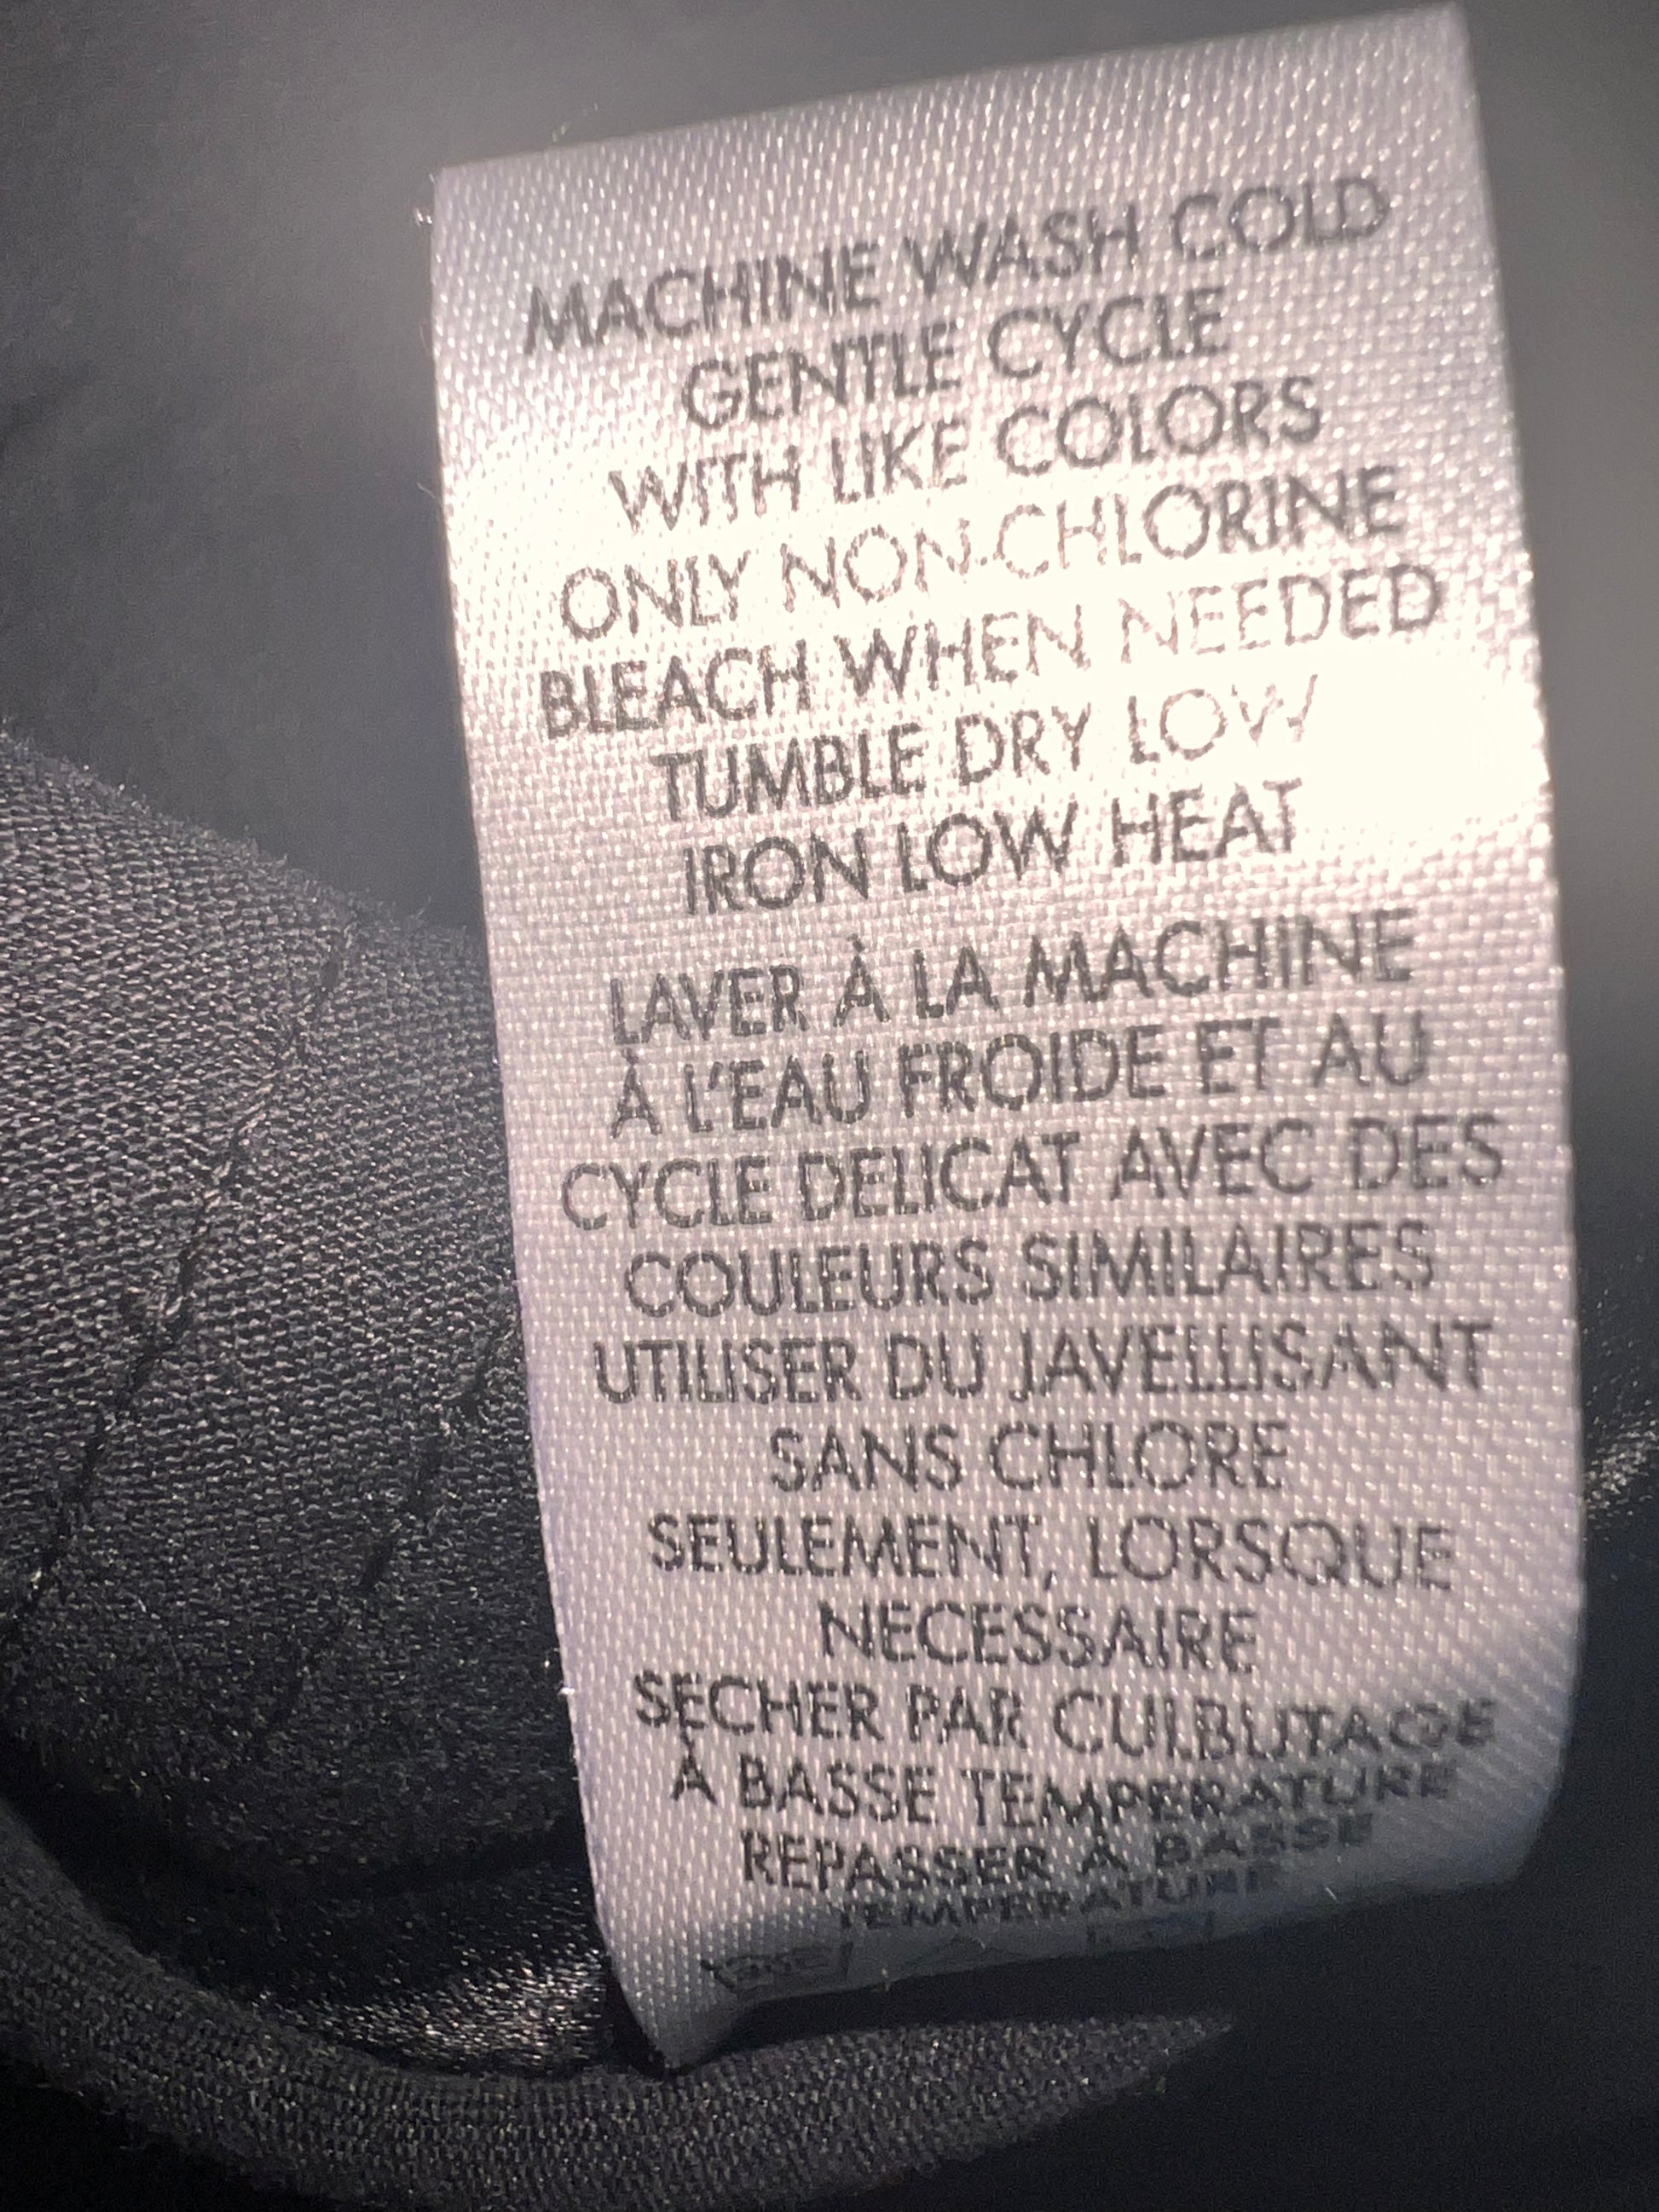 MACHINE WASH COLD
GENTLE CYCLE
WITH LIKE COLORS
ONLY NON-CHLORINE
BLEACH WHEN NEEDED
TUMBLE DRY LOW
IRON LOW HEAT
LAVER À LA MACHINE
À L'EAU FROIDE ET AU
CYCLE DELICAT AVEC DES
COULEURS SIMILAIRES
UTILISER DU JAVELLISANT
SANS CHLORE
SEULEMENT, LORSQUE
NECESSAIRE
SECHER PAR CULBUTAGE
À BASSE TEMPERATURE
REPASSER À BASSE
TEMPERATURE